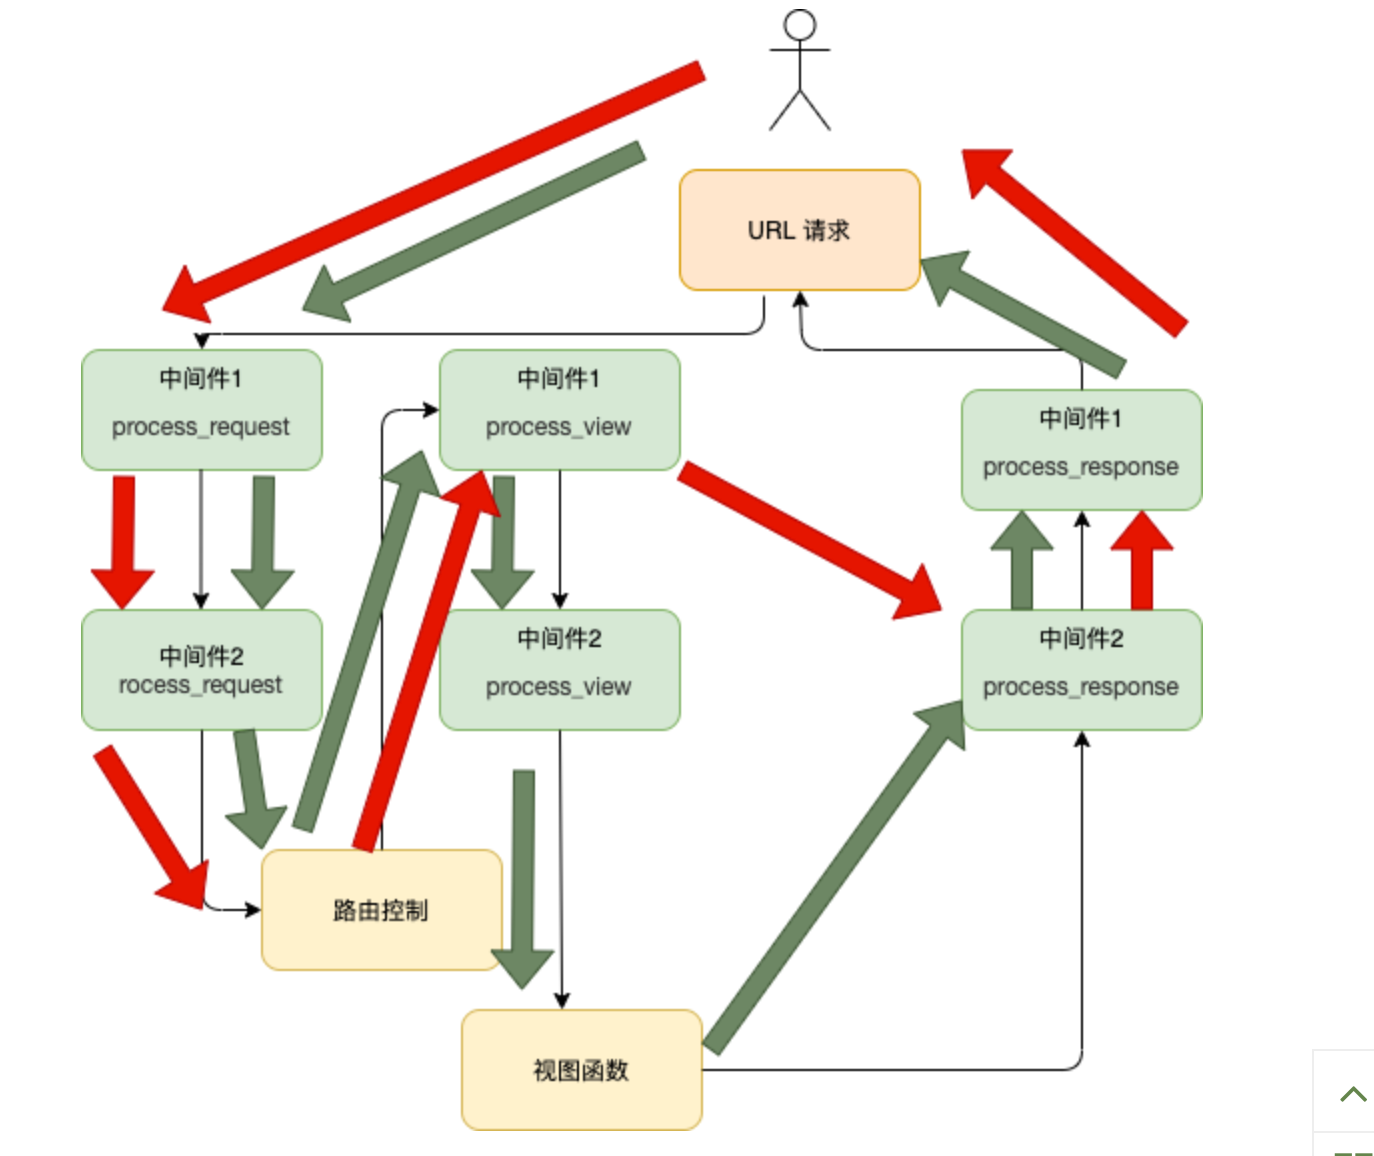 URL 请求
中间件1
process_request
中间件1
process_view
中间件1
process_response
中间件2
rocess_request
中间件2
process_view
中间件2
process_response
路由控制
视图函数